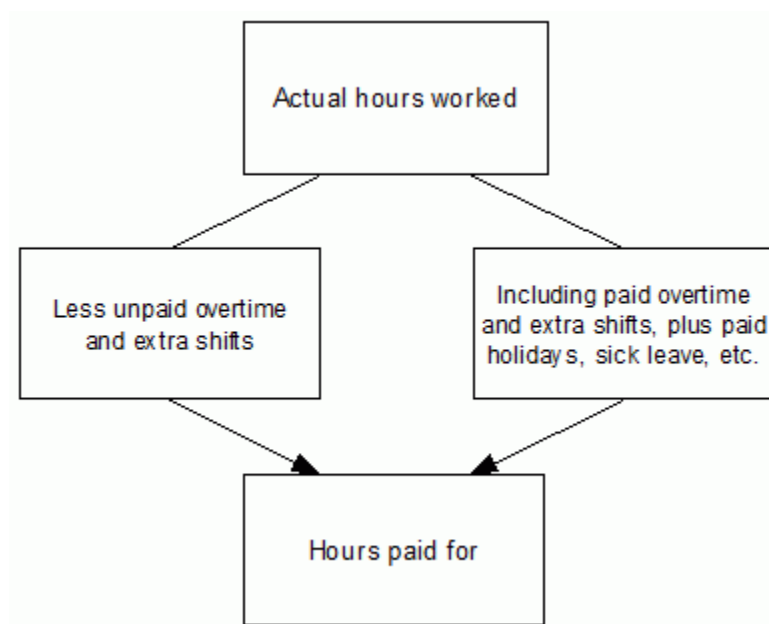 Actual hours worked
Less unpaid overtime
and extra shifts
Including paid overtime
and extra shifts, plus paid
holidays, sick leave, etc.
Hours paid for